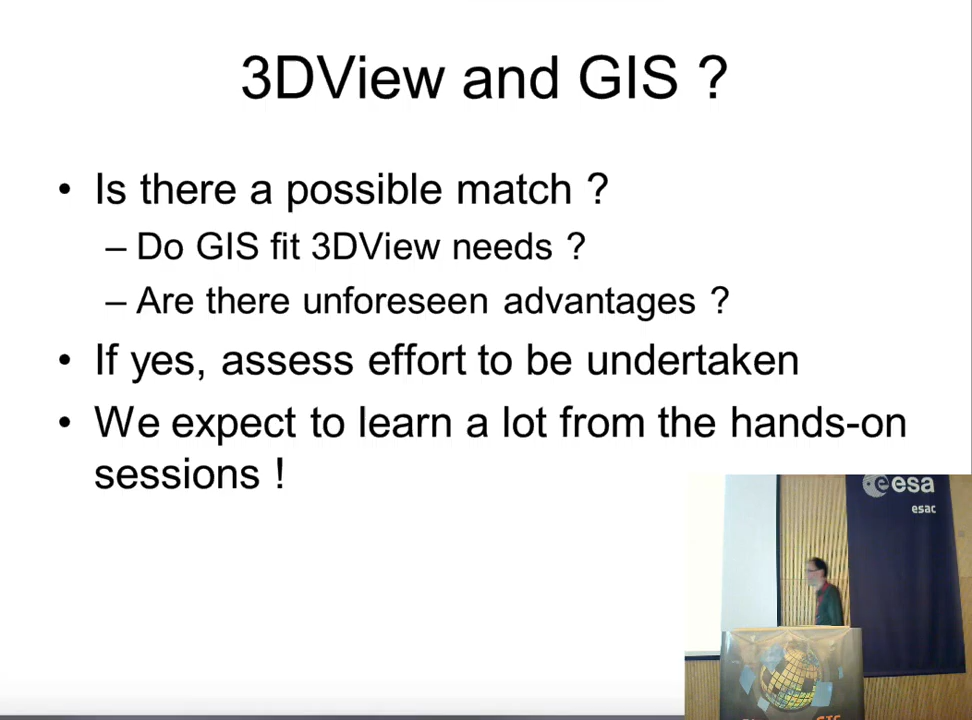 3DView and GIS ?
• Is there a possible match ?
– Do GIS fit 3DView needs ?
– Are there unforeseen advantages ?
• If yes, assess effort to be undertaken
• We expect to learn a lot from the hands-on
sessions !
esa
esac
GIS